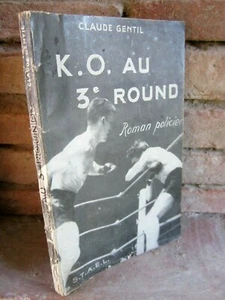 CLAUDE GENTIL
K.O. AU
3e ROUND
Roman policier
S.T.A.E.L.